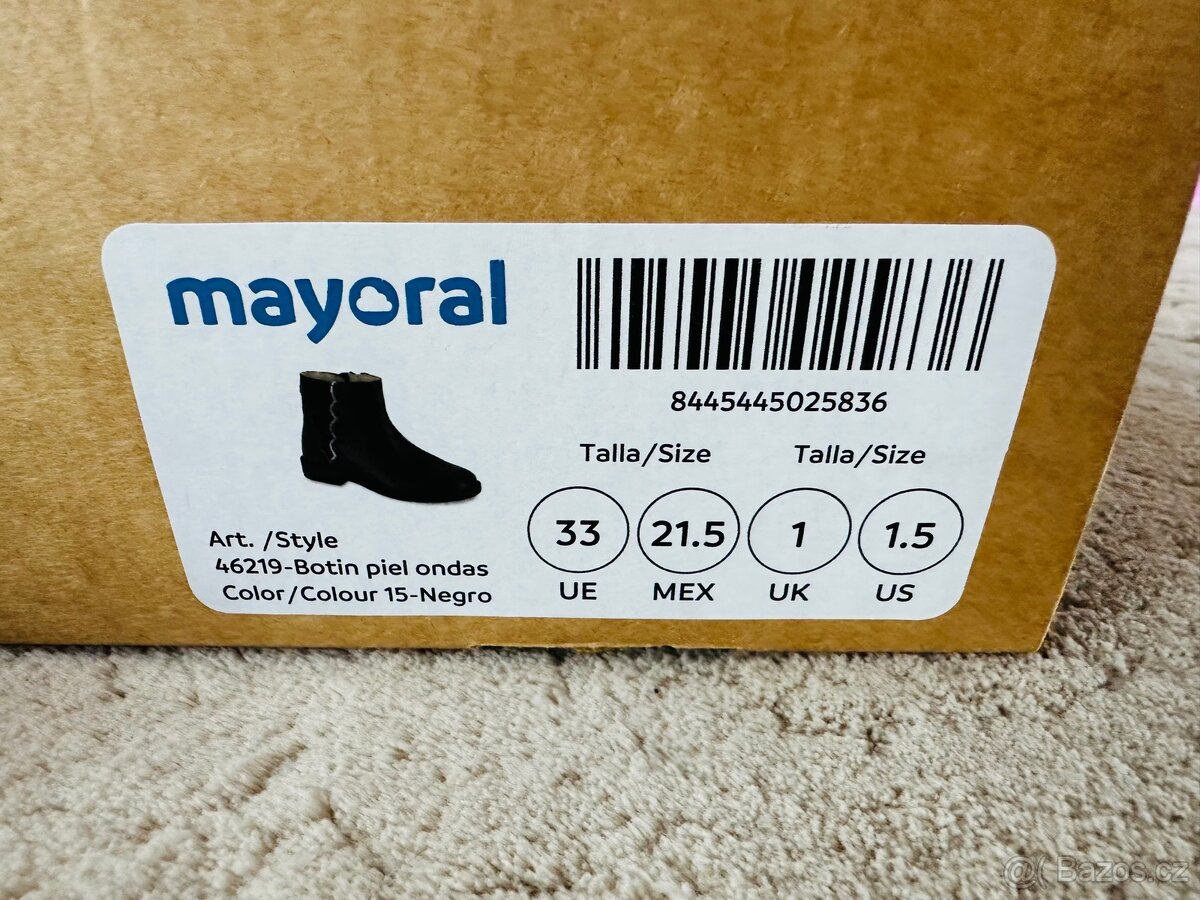 mayoral
8445445025836
Talla/Size Talla/Size
33 21.5 1 1.5
UE MEX UK US
Art. /Style
46219-Botin piel ondas
Color/Colour 15-Negro
@( Bazos.cz